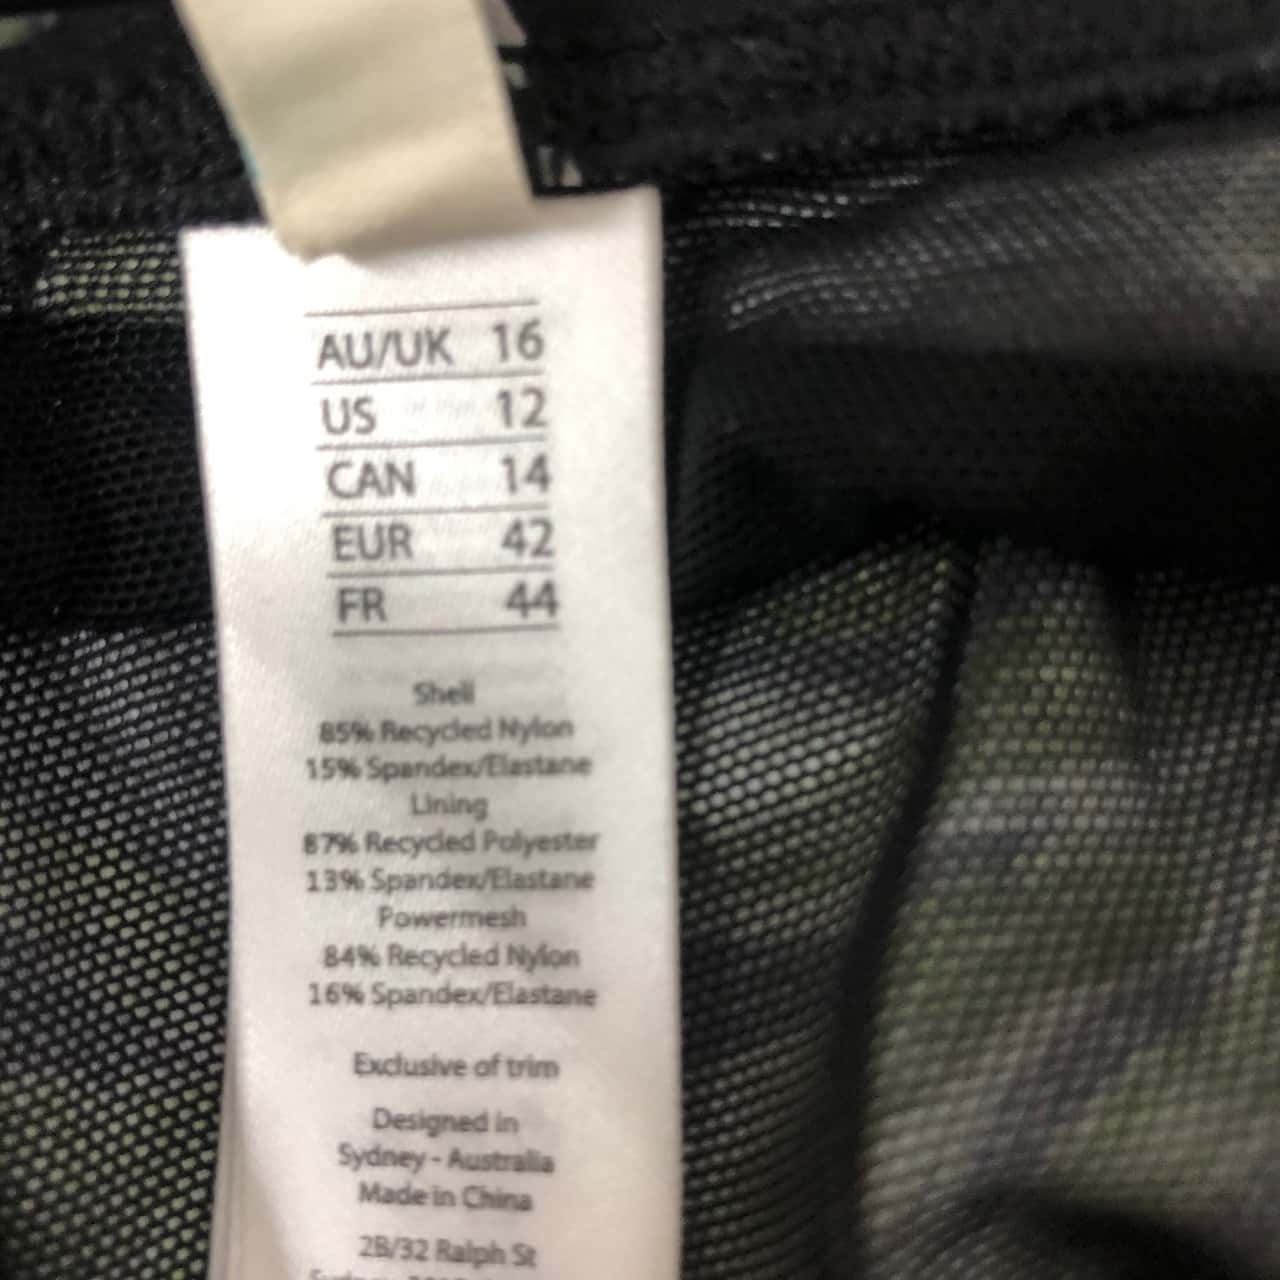 AU/UK 16
US 12
CAN 14
EUR 42
FR 44
Shell
85% Recycled Nylon
15% Spandex/Elastane
Lining
87% Recycled Polyester
13% Spandex/Elastane
Powermesh
84% Recycled Nylon
16% Spandex/Elastane
Exclusive of trim
Designed in
Sydney - Australia
Made in China
2B/32 Ralph St